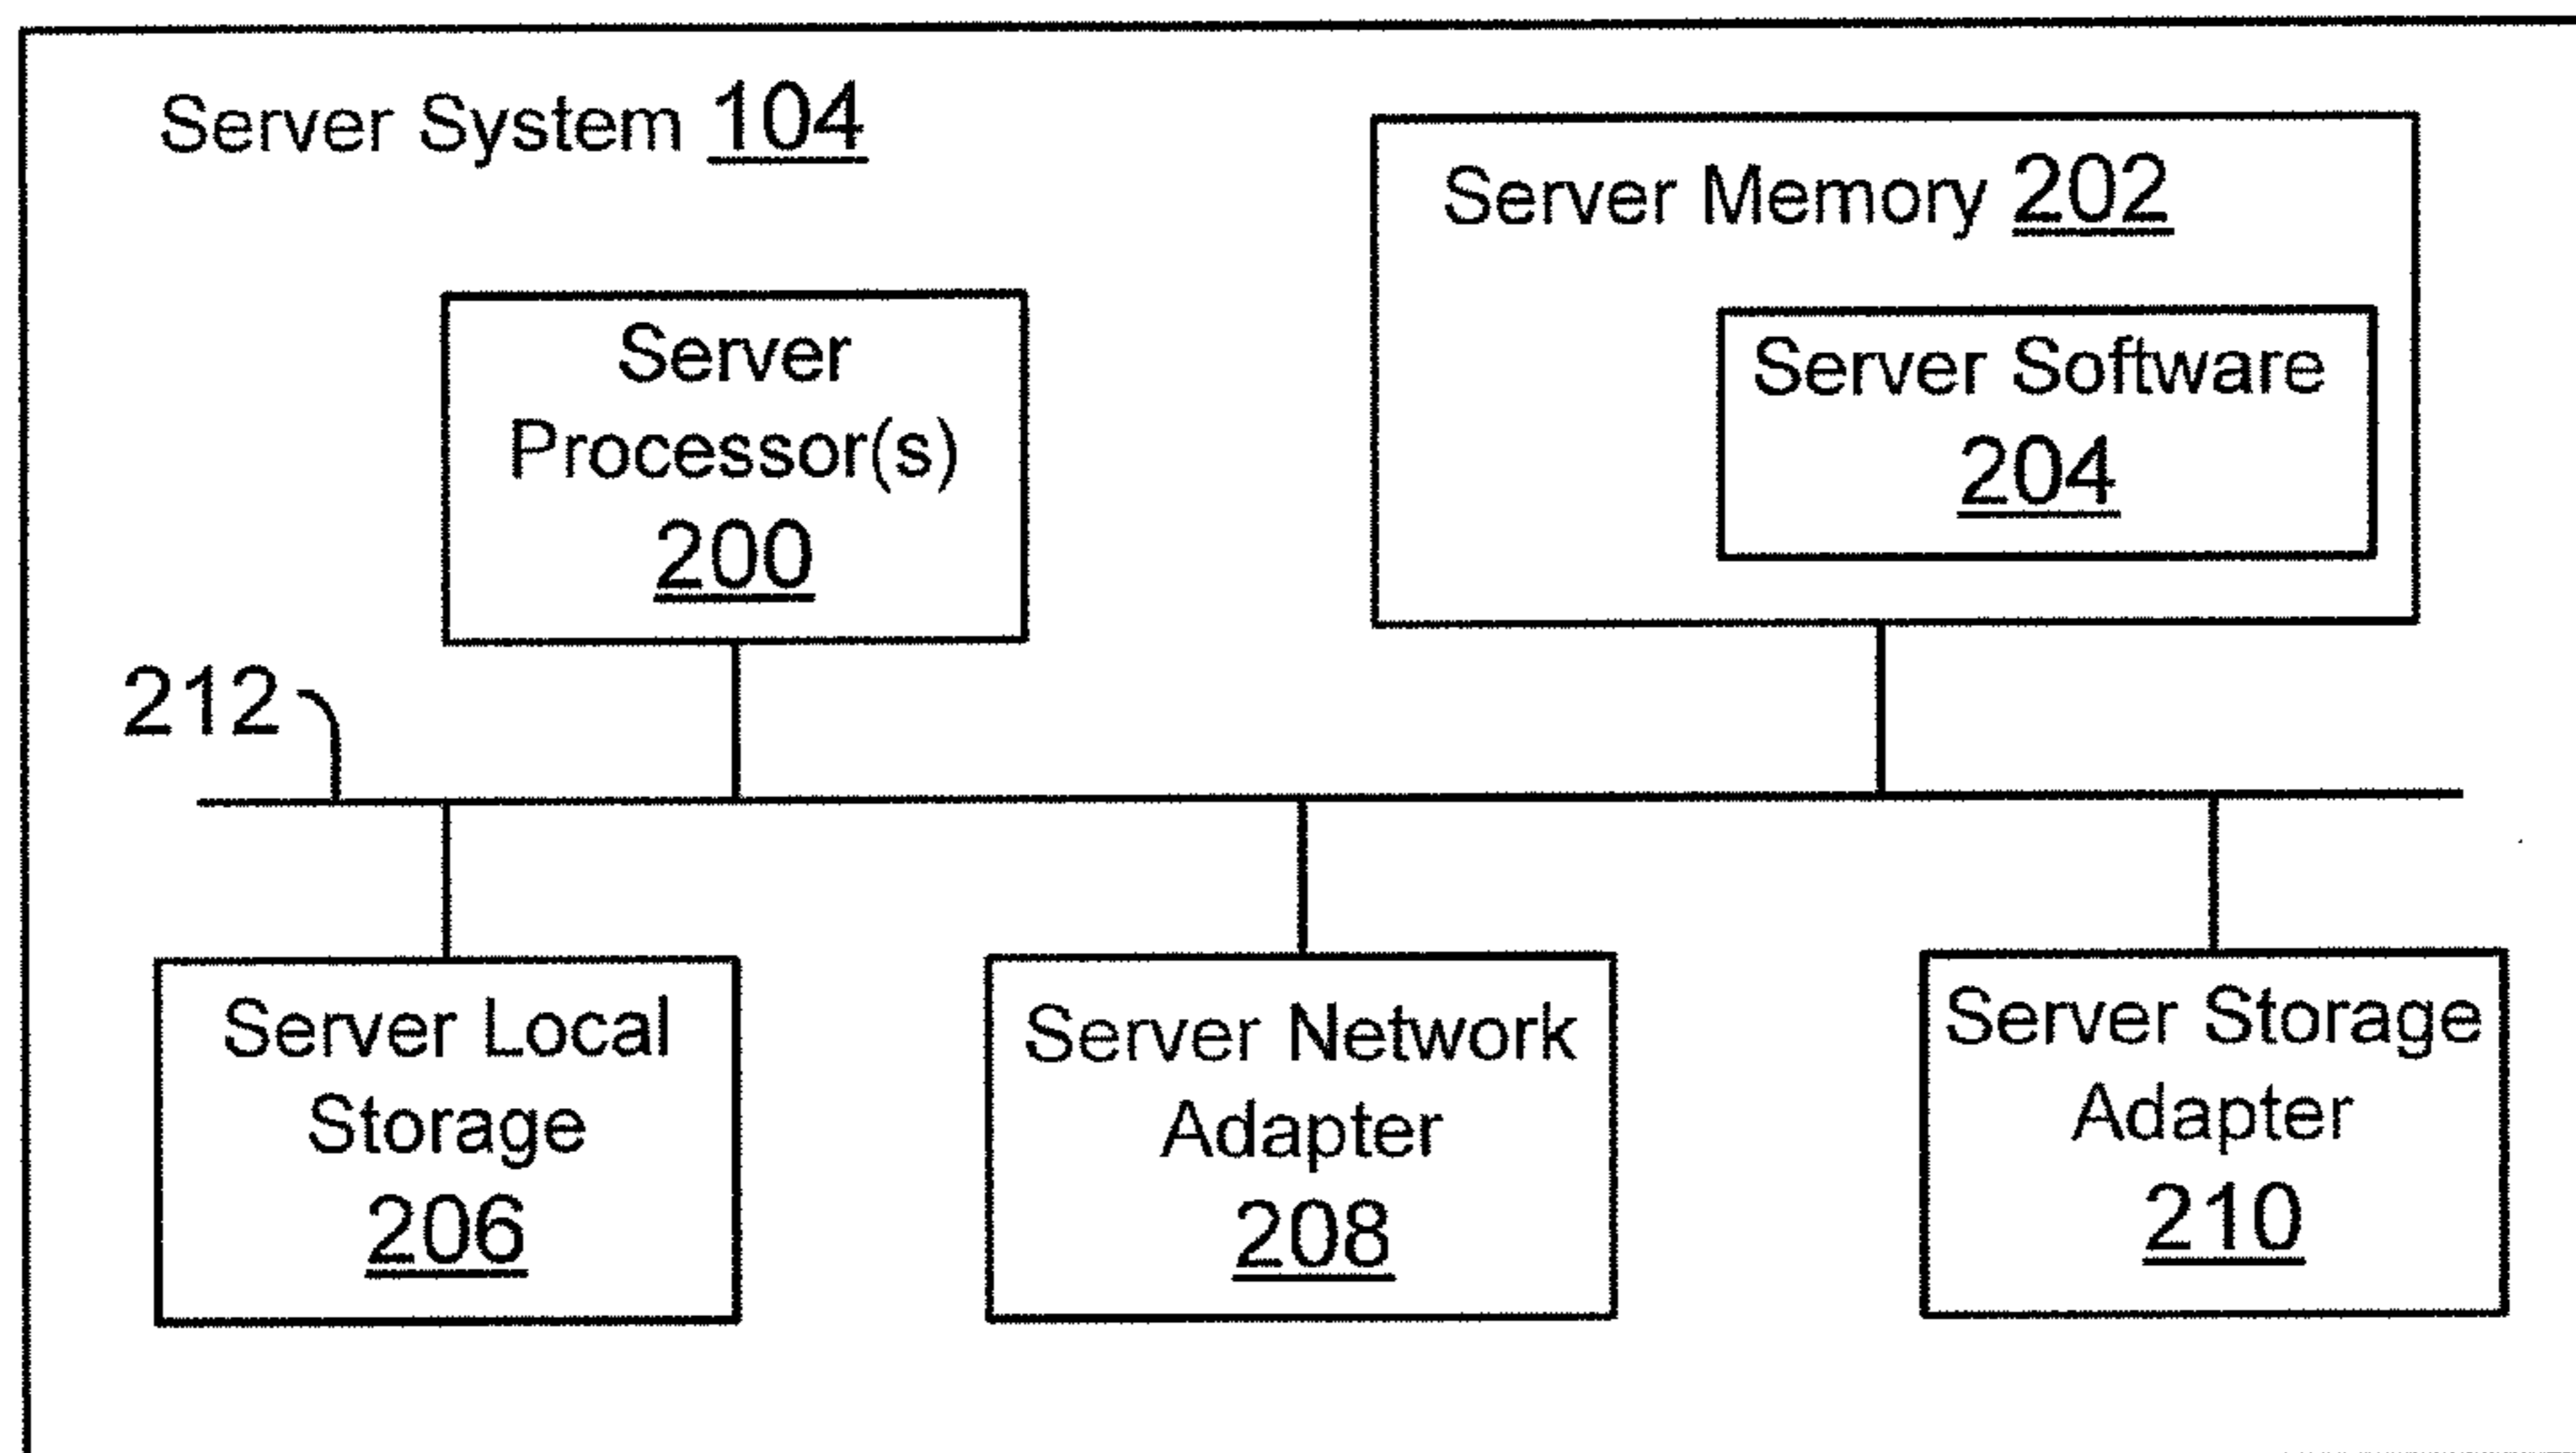 Server System 104
Server Memory 202
Server
Processor(s)
200
Server Software
204
212
Server Local
Storage
206
Server Network
Adapter
208
Server Storage
Adapter
210